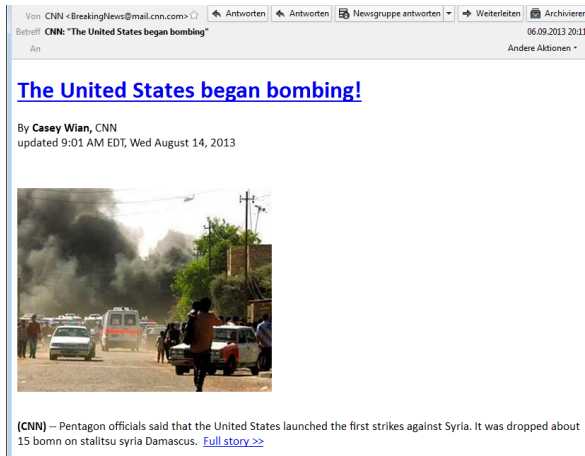 Von CNN <BreakingNews@mail.cnn.com> Antworten Antworten Newsgruppe antworten Weiterleiten Archivieren
Betreff CNN: "The United States began bombing" 06.09.2013 20:11
An Andere Aktionen
The United States began bombing!
By Casey Wian, CNN
updated 9:01 AM EDT, Wed August 14, 2013
(CNN) -- Pentagon officials said that the United States launched the first strikes against Syria. It was dropped about
15 bomn on stalitsu syria Damascus. Full story >>